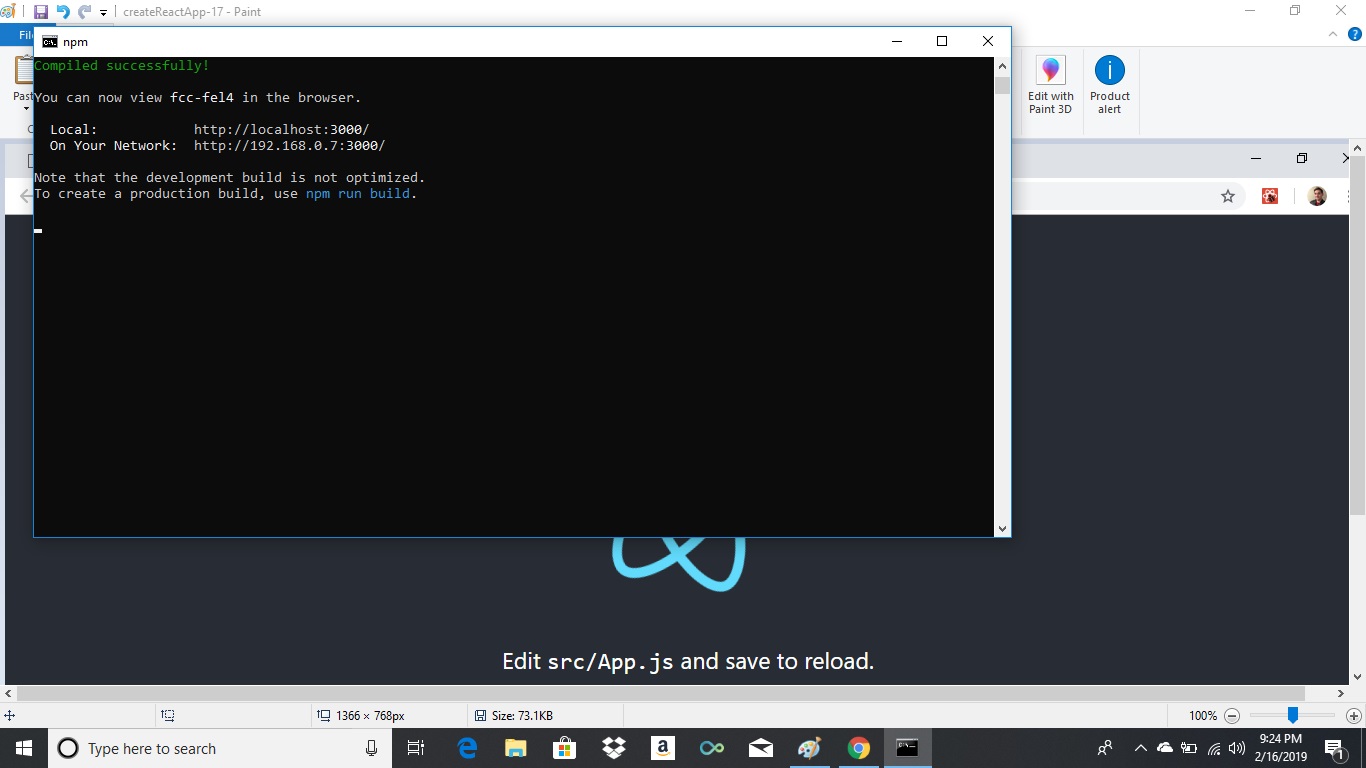 createReactApp-17 - Paint
Fil
npm
Compiled successfully!
You can now view fcc-fel4 in the browser.
Local: http://localhost:3000/
On Your Network: http://192.168.0.7:3000/
Note that the development build is not optimized.
To create a production build, use npm run build.
Past
Edit with
Paint 3D
Product
alert
Edit src/App.js and save to reload.
1366 × 768px
Size: 73.1KB
100%
Type here to search
9:24 PM
2/16/2019
1